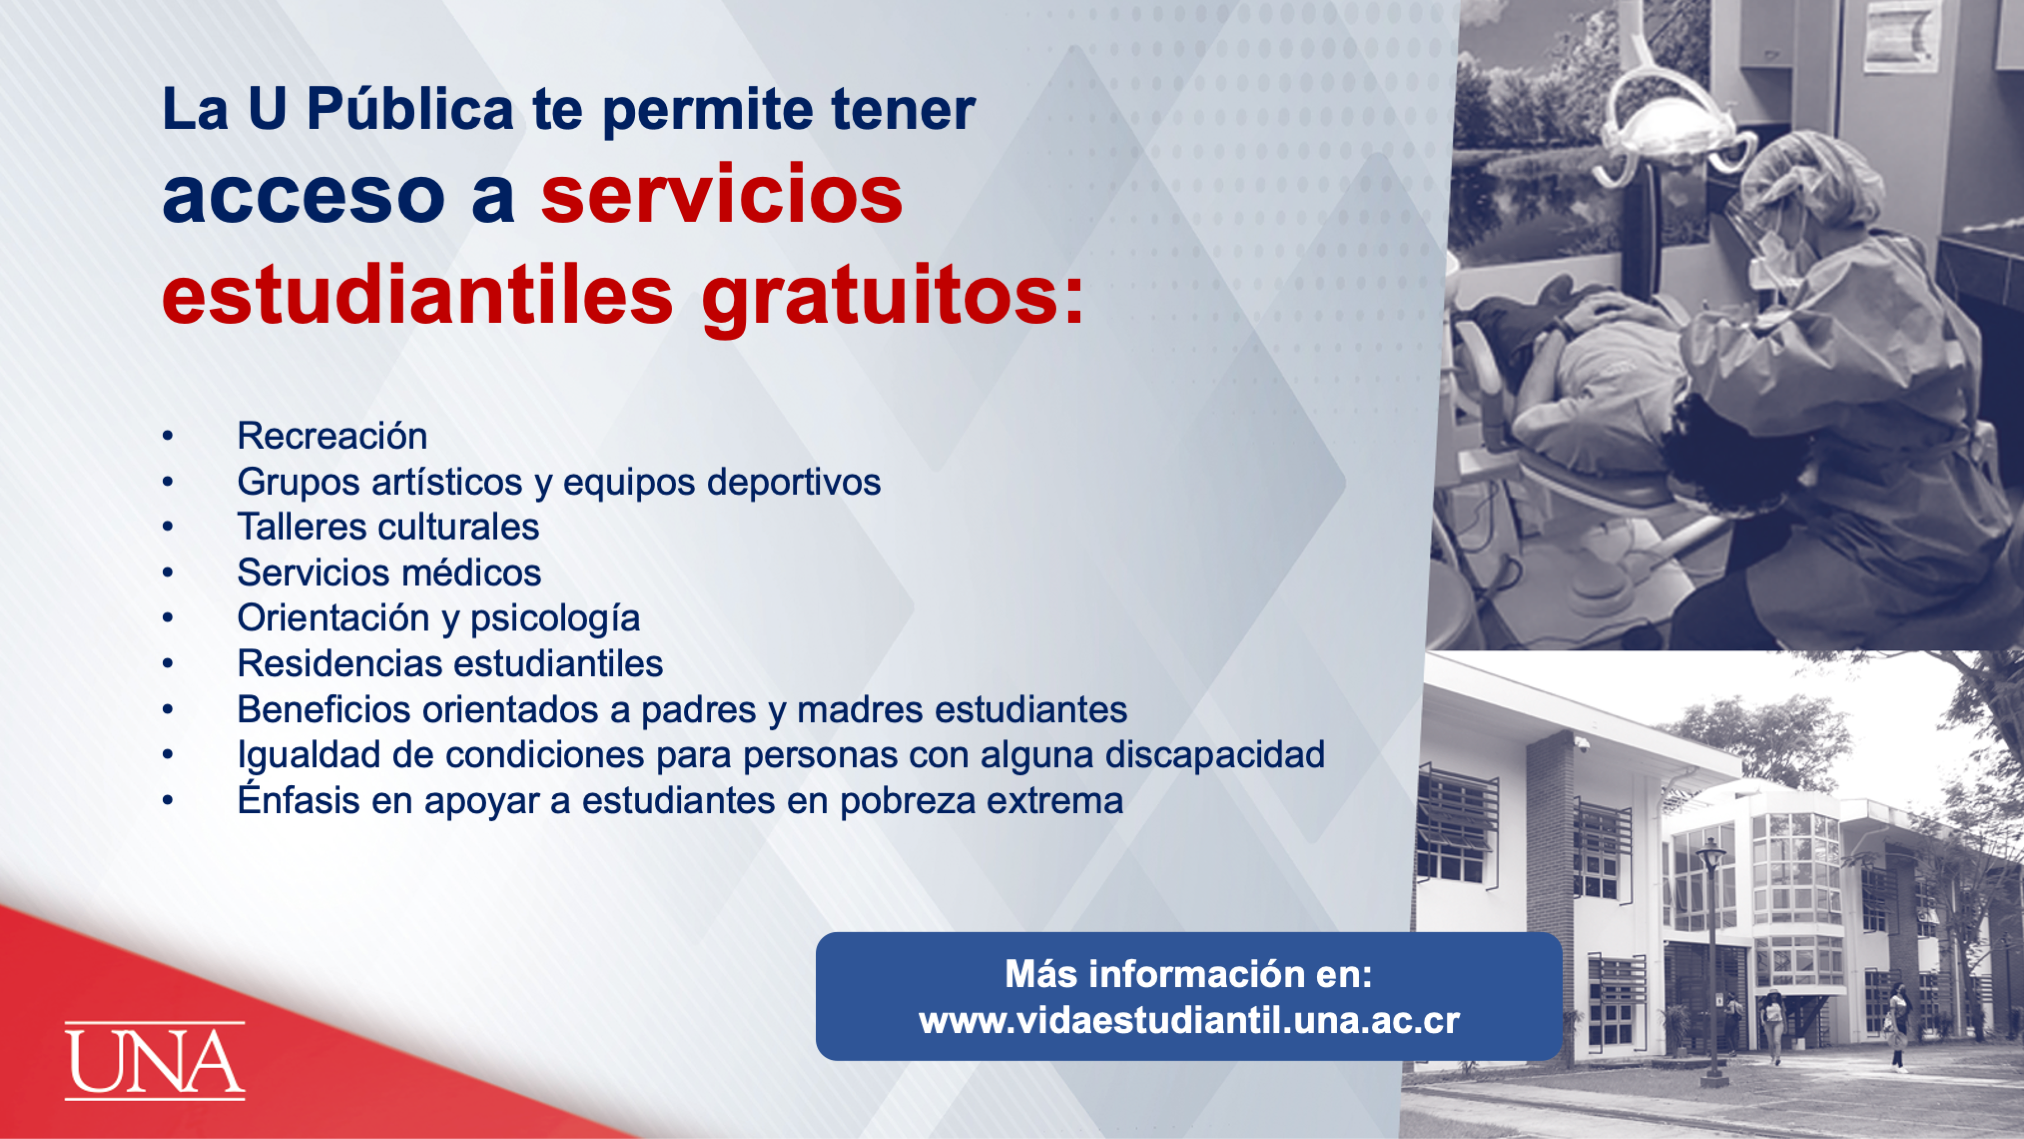 La U Pública te permite tener
acceso a servicios
estudiantiles gratuitos:
• Recreación
• Grupos artísticos y equipos deportivos
• Talleres culturales
• Servicios médicos
• Orientación y psicología
• Residencias estudiantiles
• Beneficios orientados a padres y madres estudiantes
• Igualdad de condiciones para personas con alguna discapacidad
• Énfasis en apoyar a estudiantes en pobreza extrema
Más información en:
www.vidaestudiantil.una.ac.cr
UNA